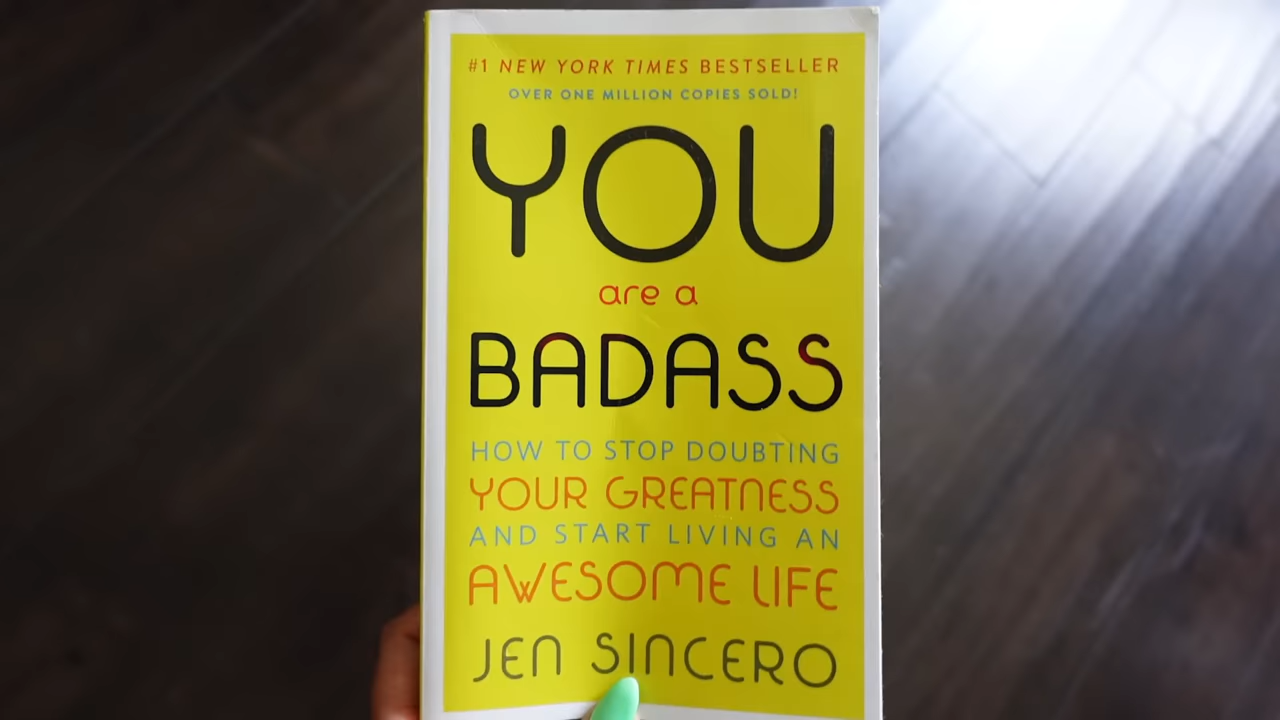 #1 NEW YORK TIMES BESTSELLER
OVER ONE MILLION COPIES SOLD!
YOU
are a
BADASS
HOW TO STOP DOUBTING
YOUR GREATNESS
AND START LIVING AN
AWESOME LIFE
JEN SINCERO